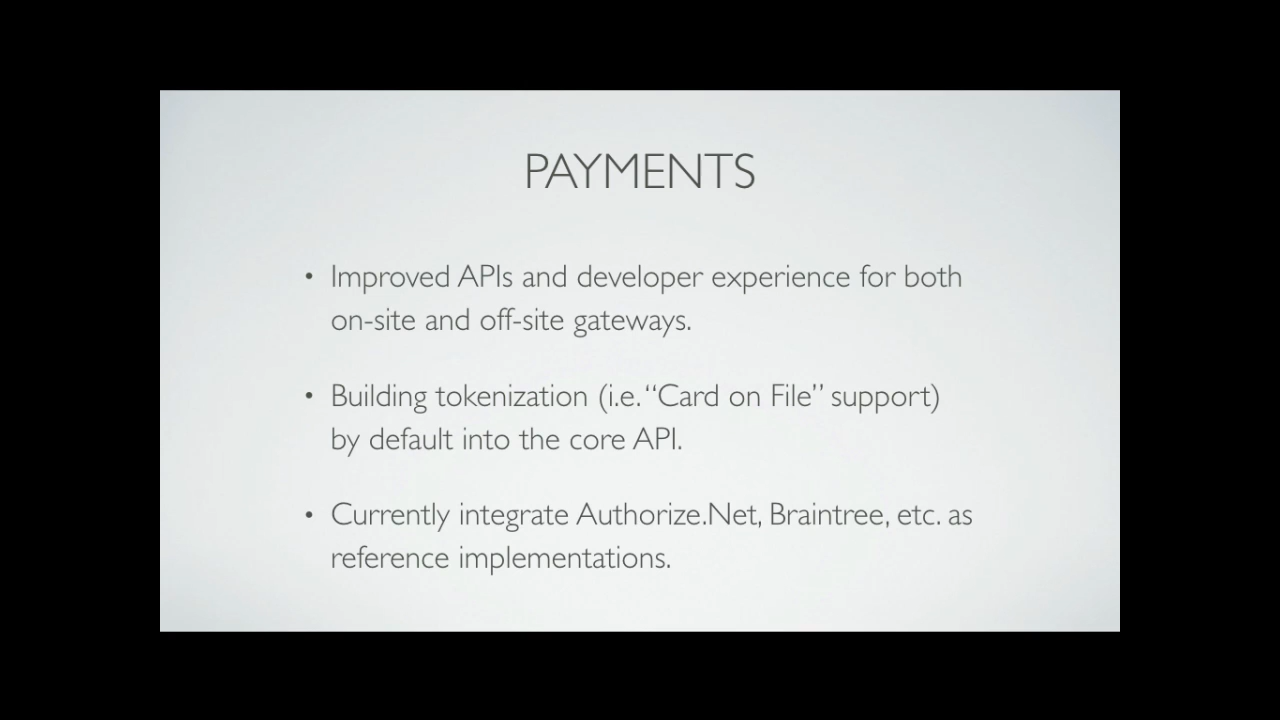 PAYMENTS
• Improved APIs and developer experience for both
on-site and off-site gateways.
• Building tokenization (i.e. “Card on File” support)
by default into the core API.
• Currently integrate Authorize.Net, Braintree, etc. as
reference implementations.